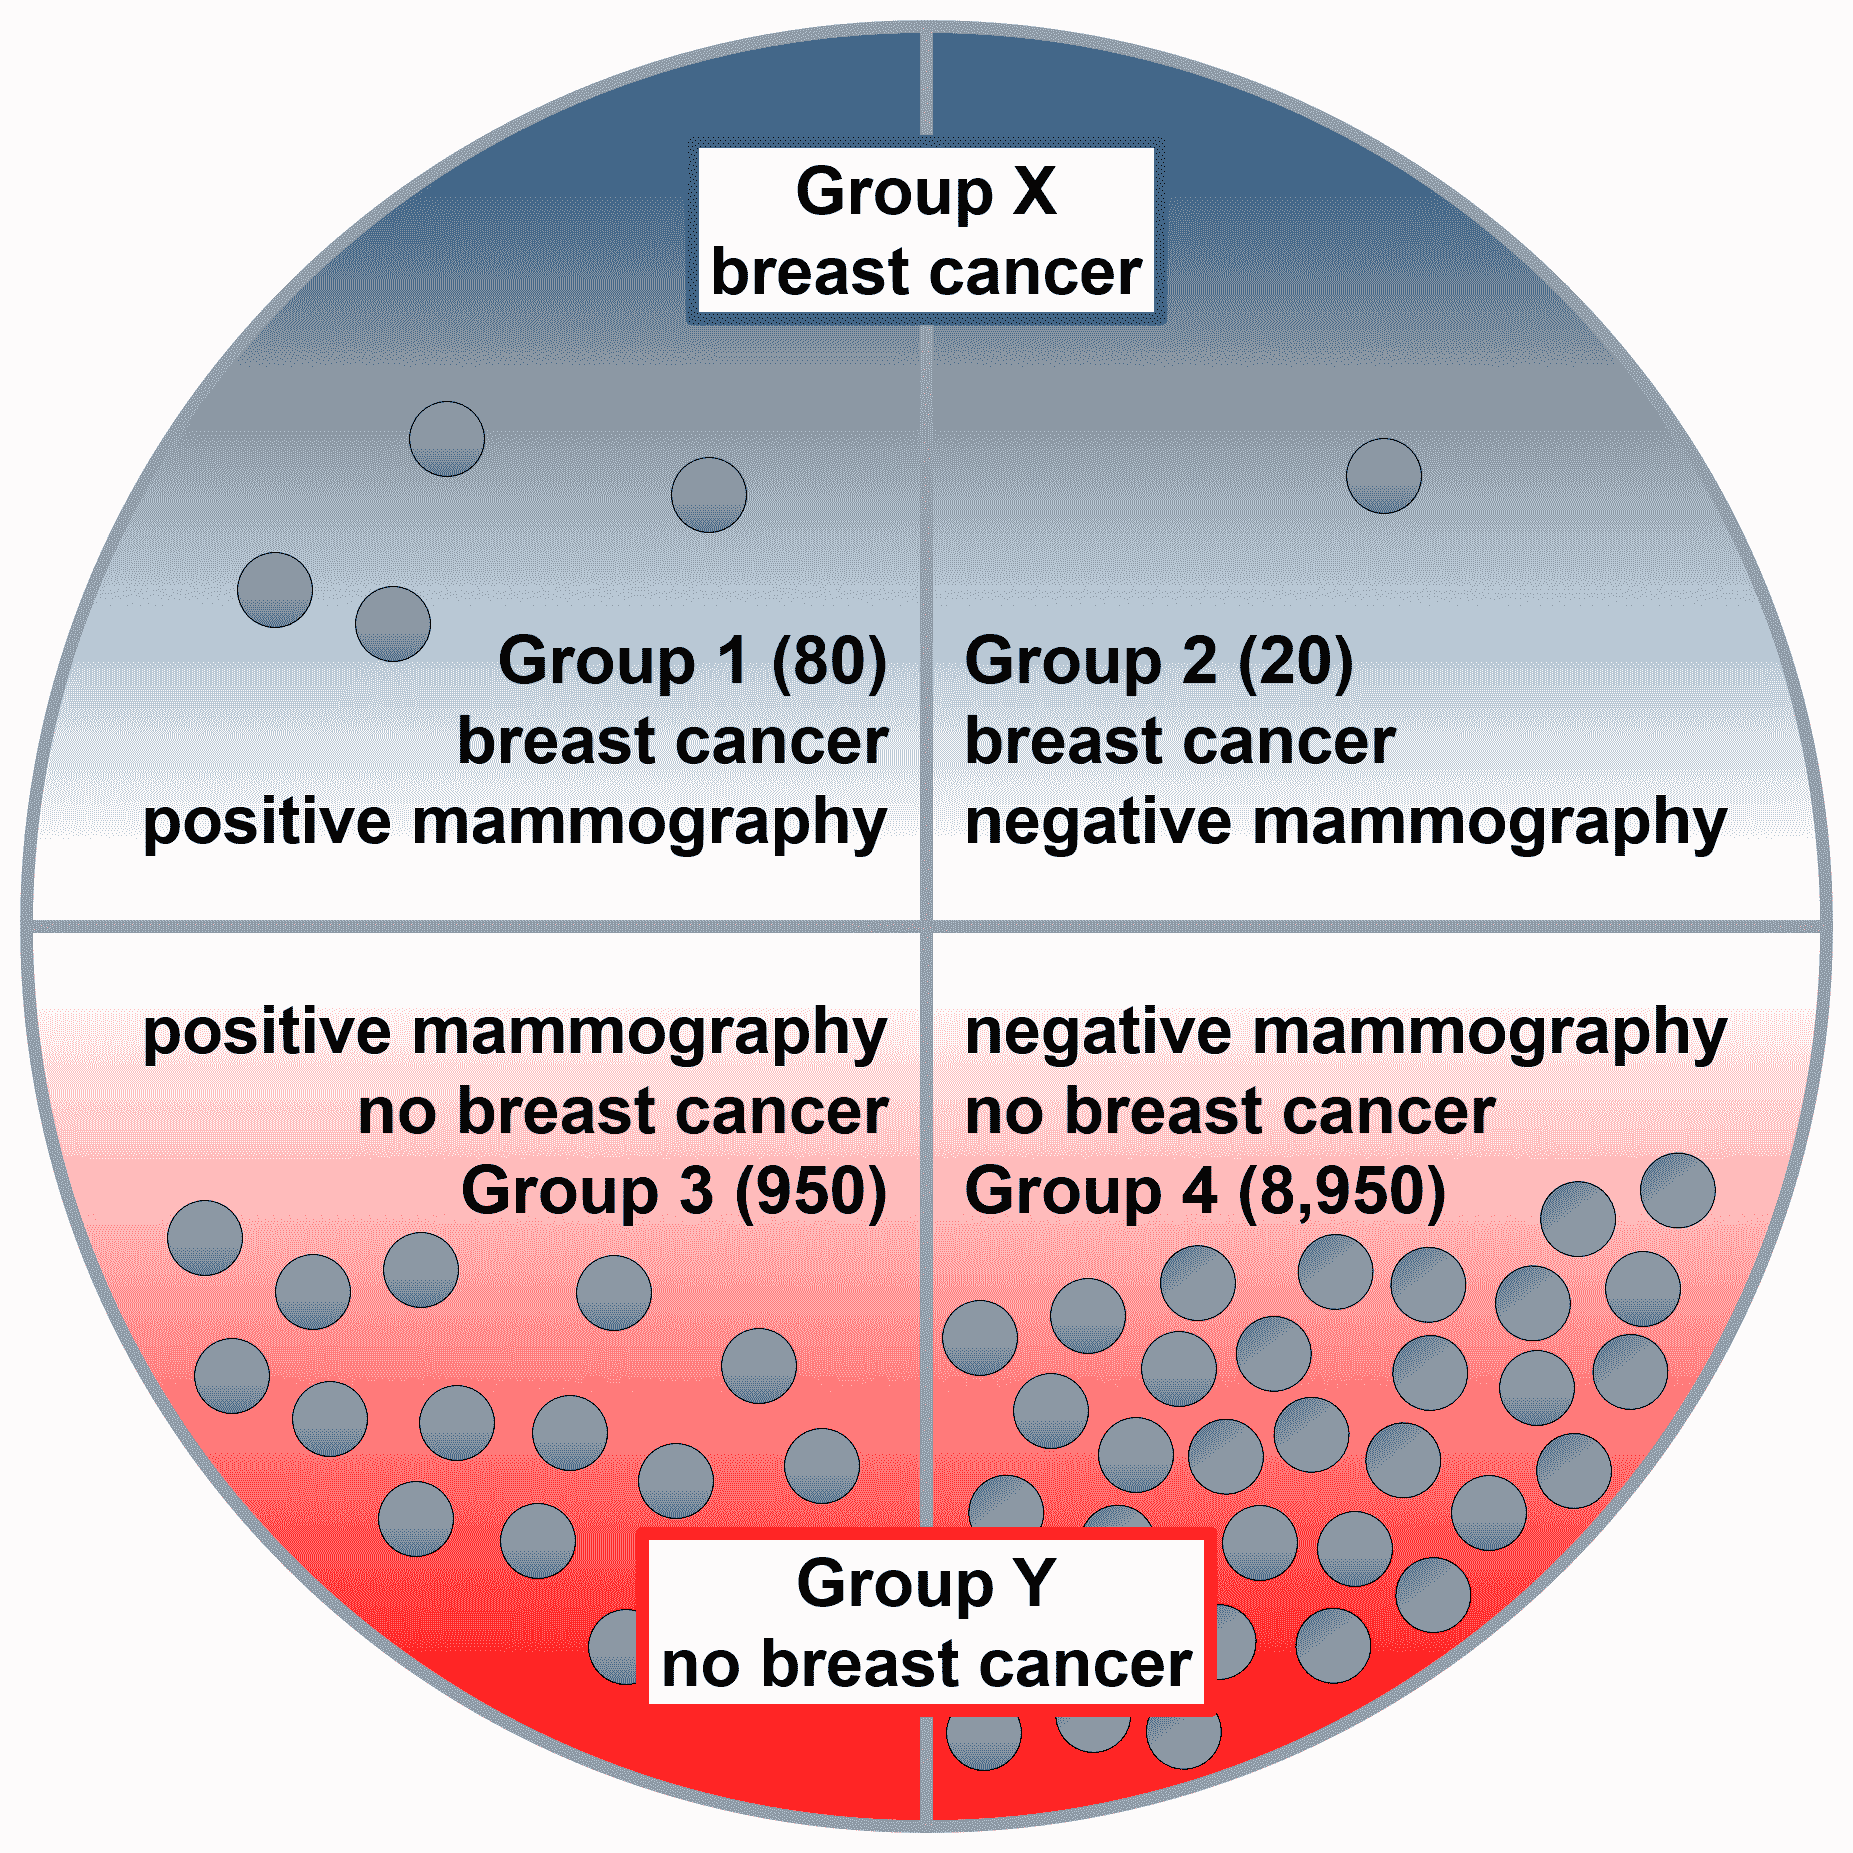 Group X
breast cancer
Group 1 (80)
breast cancer
positive mammography
Group 2 (20)
breast cancer
negative mammography
positive mammography
no breast cancer
Group 3 (950)
negative mammography
no breast cancer
Group 4 (8,950)
Group Y
no breast cancer